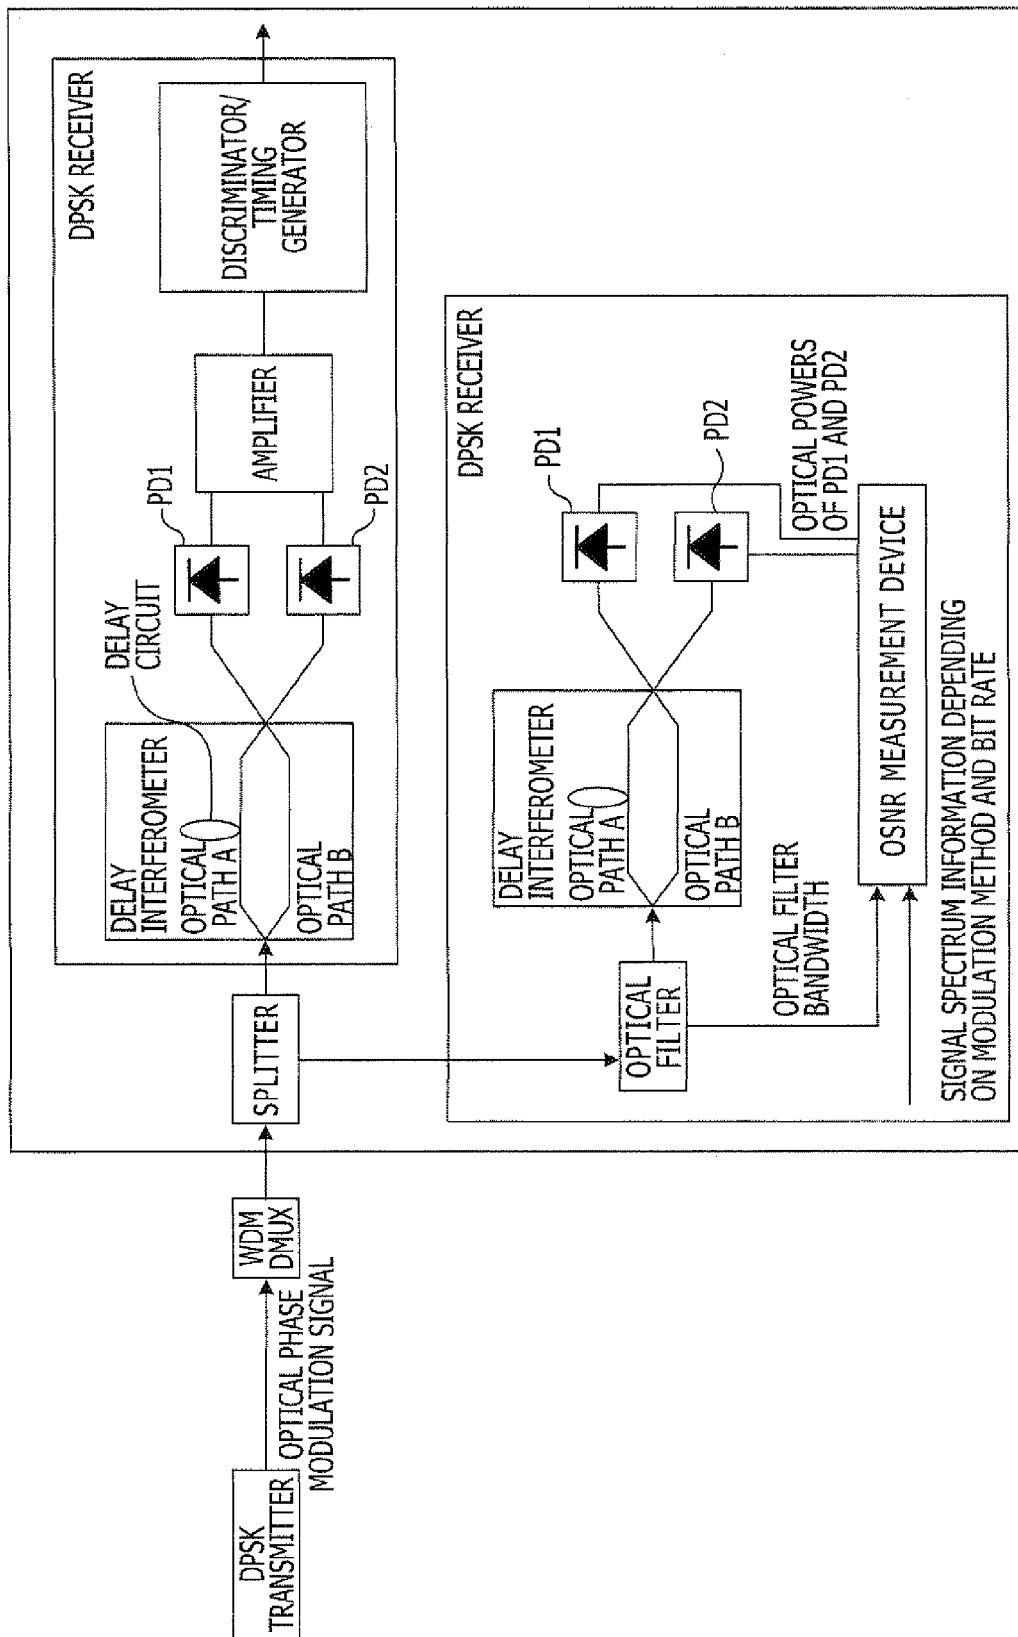 DPSK
TRANSMITTER
OPTICAL PHASE
MODULATION SIGNAL
WDM
DMUX
SPLITTER
DPSK RECEIVER
DELAY
INTERFEROMETER
OPTICAL
PATH A
OPTICAL
PATH B
DELAY
CIRCUIT
PD1
PD2
AMPLIFIER
DISCRIMINATOR/
TIMING
GENERATOR
DPSK RECEIVER
OPTICAL
FILTER
DELAY
INTERFEROMETER
OPTICAL
PATH A
OPTICAL
PATH B
PD1
PD2
OPTICAL POWERS
OF PD1 AND PD2
OPTICAL FILTER
BANDWIDTH
OSNR MEASUREMENT DEVICE
SIGNAL SPECTRUM INFORMATION DEPENDING
ON MODULATION METHOD AND BIT RATE